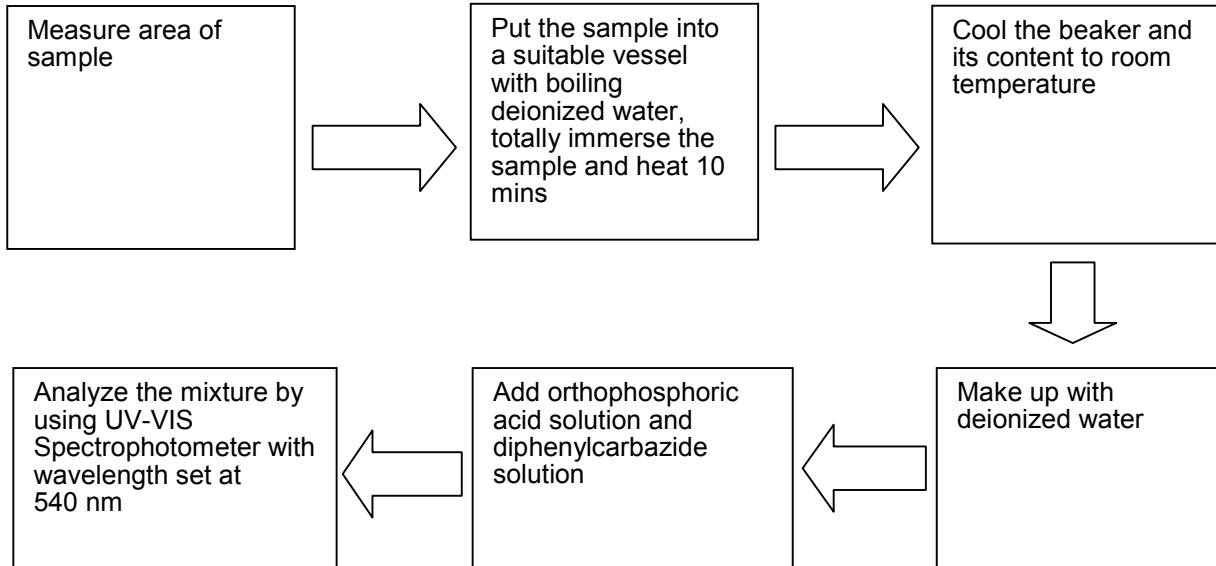 Measure area of
sample
Put the sample into
a suitable vessel
with boiling
deionized water,
totally immerse the
sample and heat 10
mins
Cool the beaker and
its content to room
temperature
Make up with
deionized water
Add orthophosphoric
acid solution and
diphenylcarbazide
solution
Analyze the mixture by
using UV-VIS
Spectrophotometer with
wavelength set at
540 nm